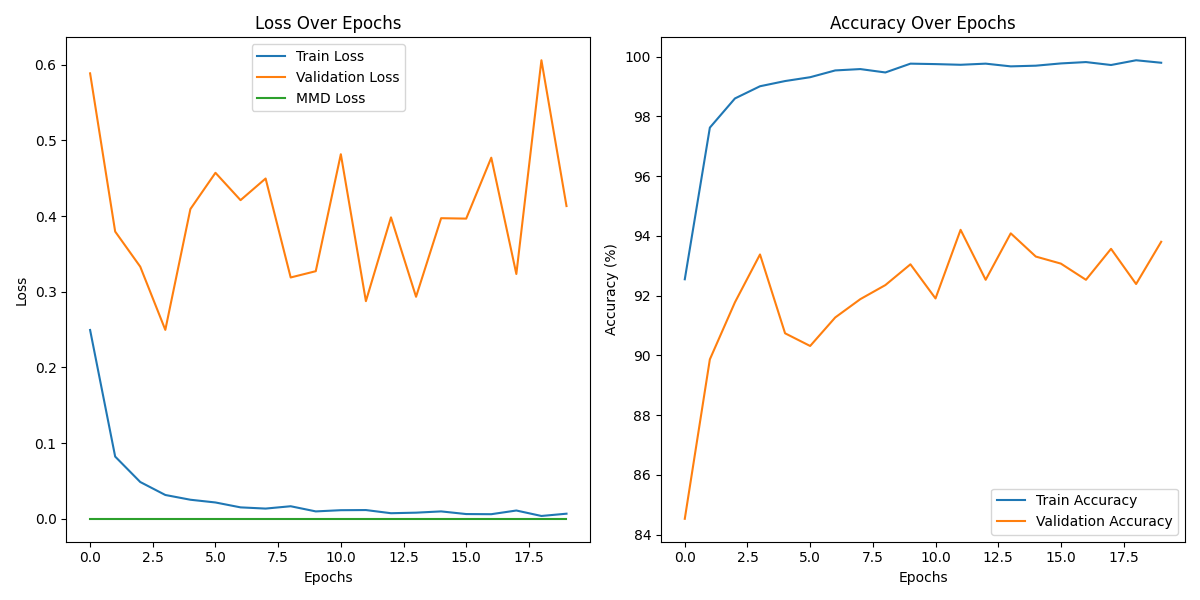 Loss Over Epochs
Train Loss
Validation Loss
MMD Loss
0.6
0.5
0.4
0.3
0.2
0.1
0.0
Loss
0.0 2.5 5.0 7.5 10.0 12.5 15.0 17.5
Epochs
Accuracy Over Epochs
100
98
96
94
92
90
88
86
84
Accuracy (%)
Train Accuracy
Validation Accuracy
0.0 2.5 5.0 7.5 10.0 12.5 15.0 17.5
Epochs